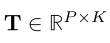 𝐓 ∈ ℝ^{P×K}